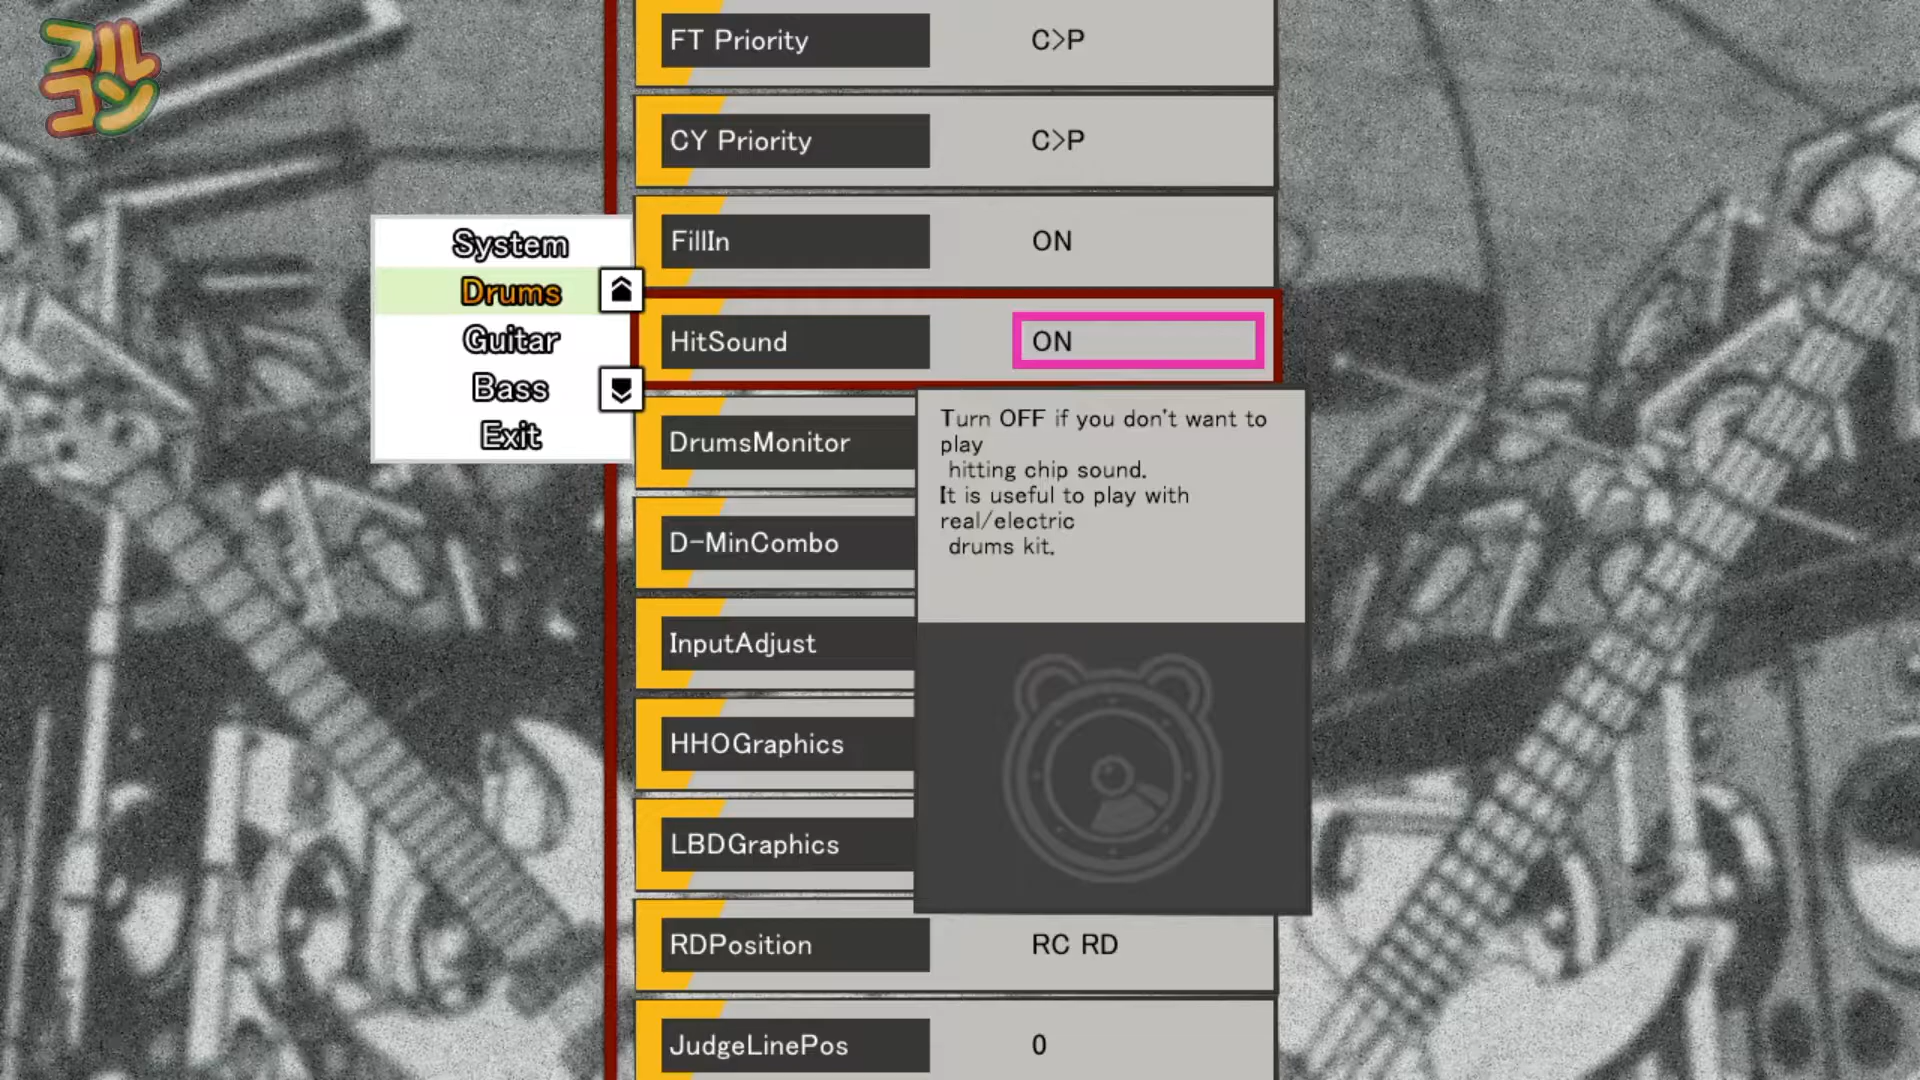 フル
コン
FT Priority
C>P
CY Priority
C>P
FillIn
ON
System
Drums
Guitar
Bass
Exit
HitSound
ON
Turn OFF if you don't want to
play
hitting chip sound.
It is useful to play with
real/electric
drums kit.
DrumsMonitor
D-MinCombo
InputAdjust
HHOGraphics
LBDGraphics
RDPosition
RC RD
JudgeLinePos
0